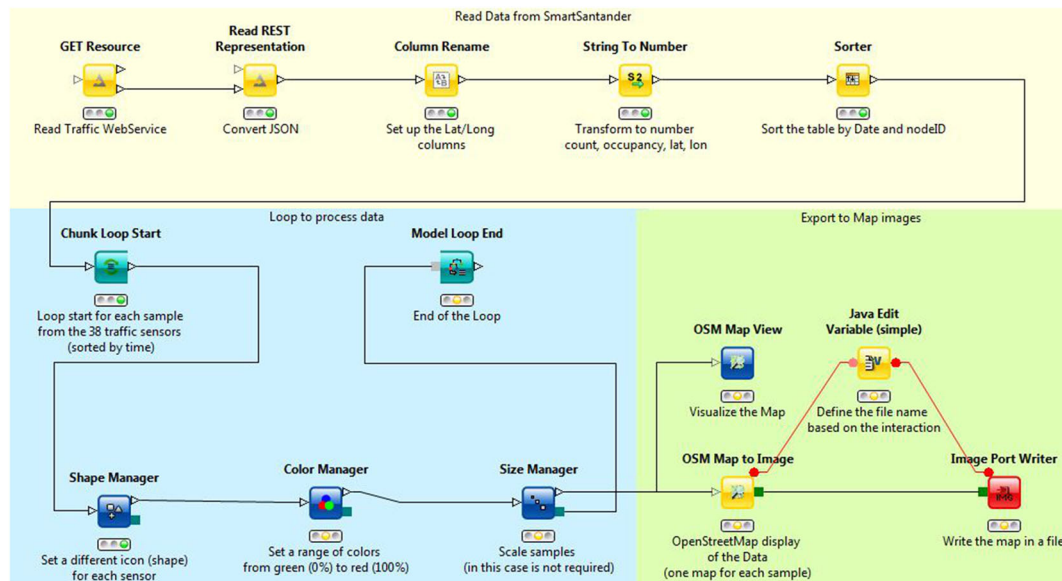 Read Data from SmartSantander
GET Resource
Read Traffic WebService
Read REST
Representation
Convert JSON
Column Rename
Set up the Lat/Long
columns
String To Number
S2
Transform to number
count, occupancy, lat, lon
Sorter
Sort the table by Date and nodeID
Loop to process data
Chunk Loop Start
Loop start for each sample
from the 38 traffic sensors
(sorted by time)
Model Loop End
End of the Loop
Shape Manager
Set a different icon (shape)
for each sensor
Color Manager
Set a range of colors
from green (0%) to red (100%)
Size Manager
Scale samples
(in this case is not required)
Export to Map images
OSM Map View
Visualize the Map
Java Edit
Variable (simple)
V
Define the file name
based on the interaction
OSM Map to Image
OpenStreetMap display
of the Data
(one map for each sample)
Image Port Writer
Write the map in a file